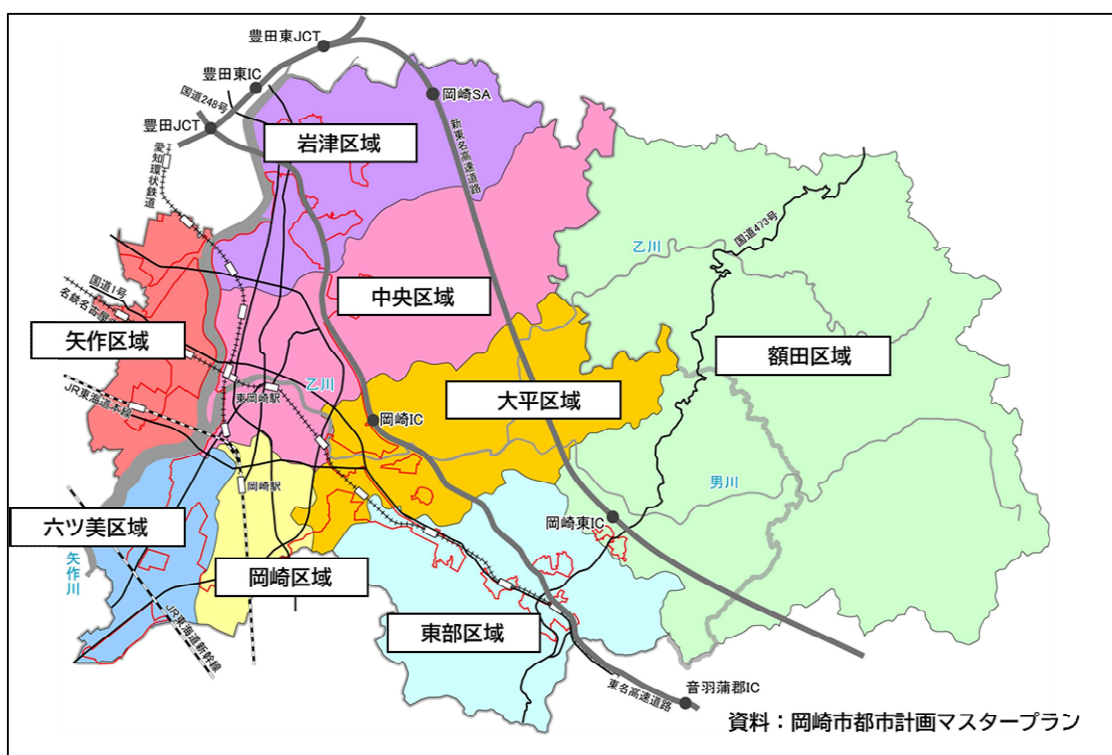 豊田東JCT
豊田東IC
国道248号
岡崎SA
豊田JCT
新東名高速道路
岩津区域
愛知環状鉄道
国道473号
乙川
国道1号
中央区域
矢作区域
額田区域
乙川
東岡崎駅
大平区域
JR東海道本線
岡崎IC
岡崎駅
男川
岡崎東IC
六ツ美区域
矢作川
岡崎区域
東部区域
JR東海道新幹線
東名高速道路
音羽蒲郡IC
資料：岡崎市都市計画マスタープラン